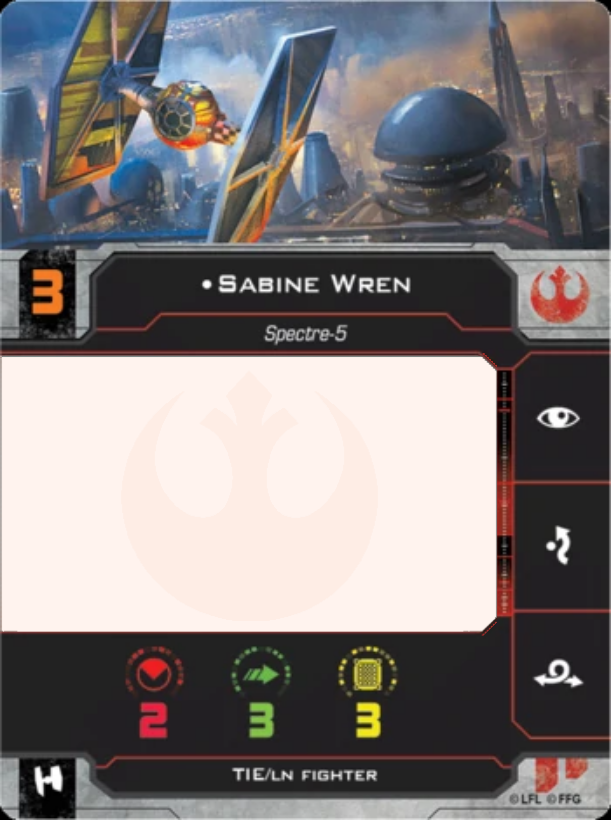 3
•Sabine Wren
Spectre-5
2 3 3
TIE/ln fighter
©LFL ©FFG